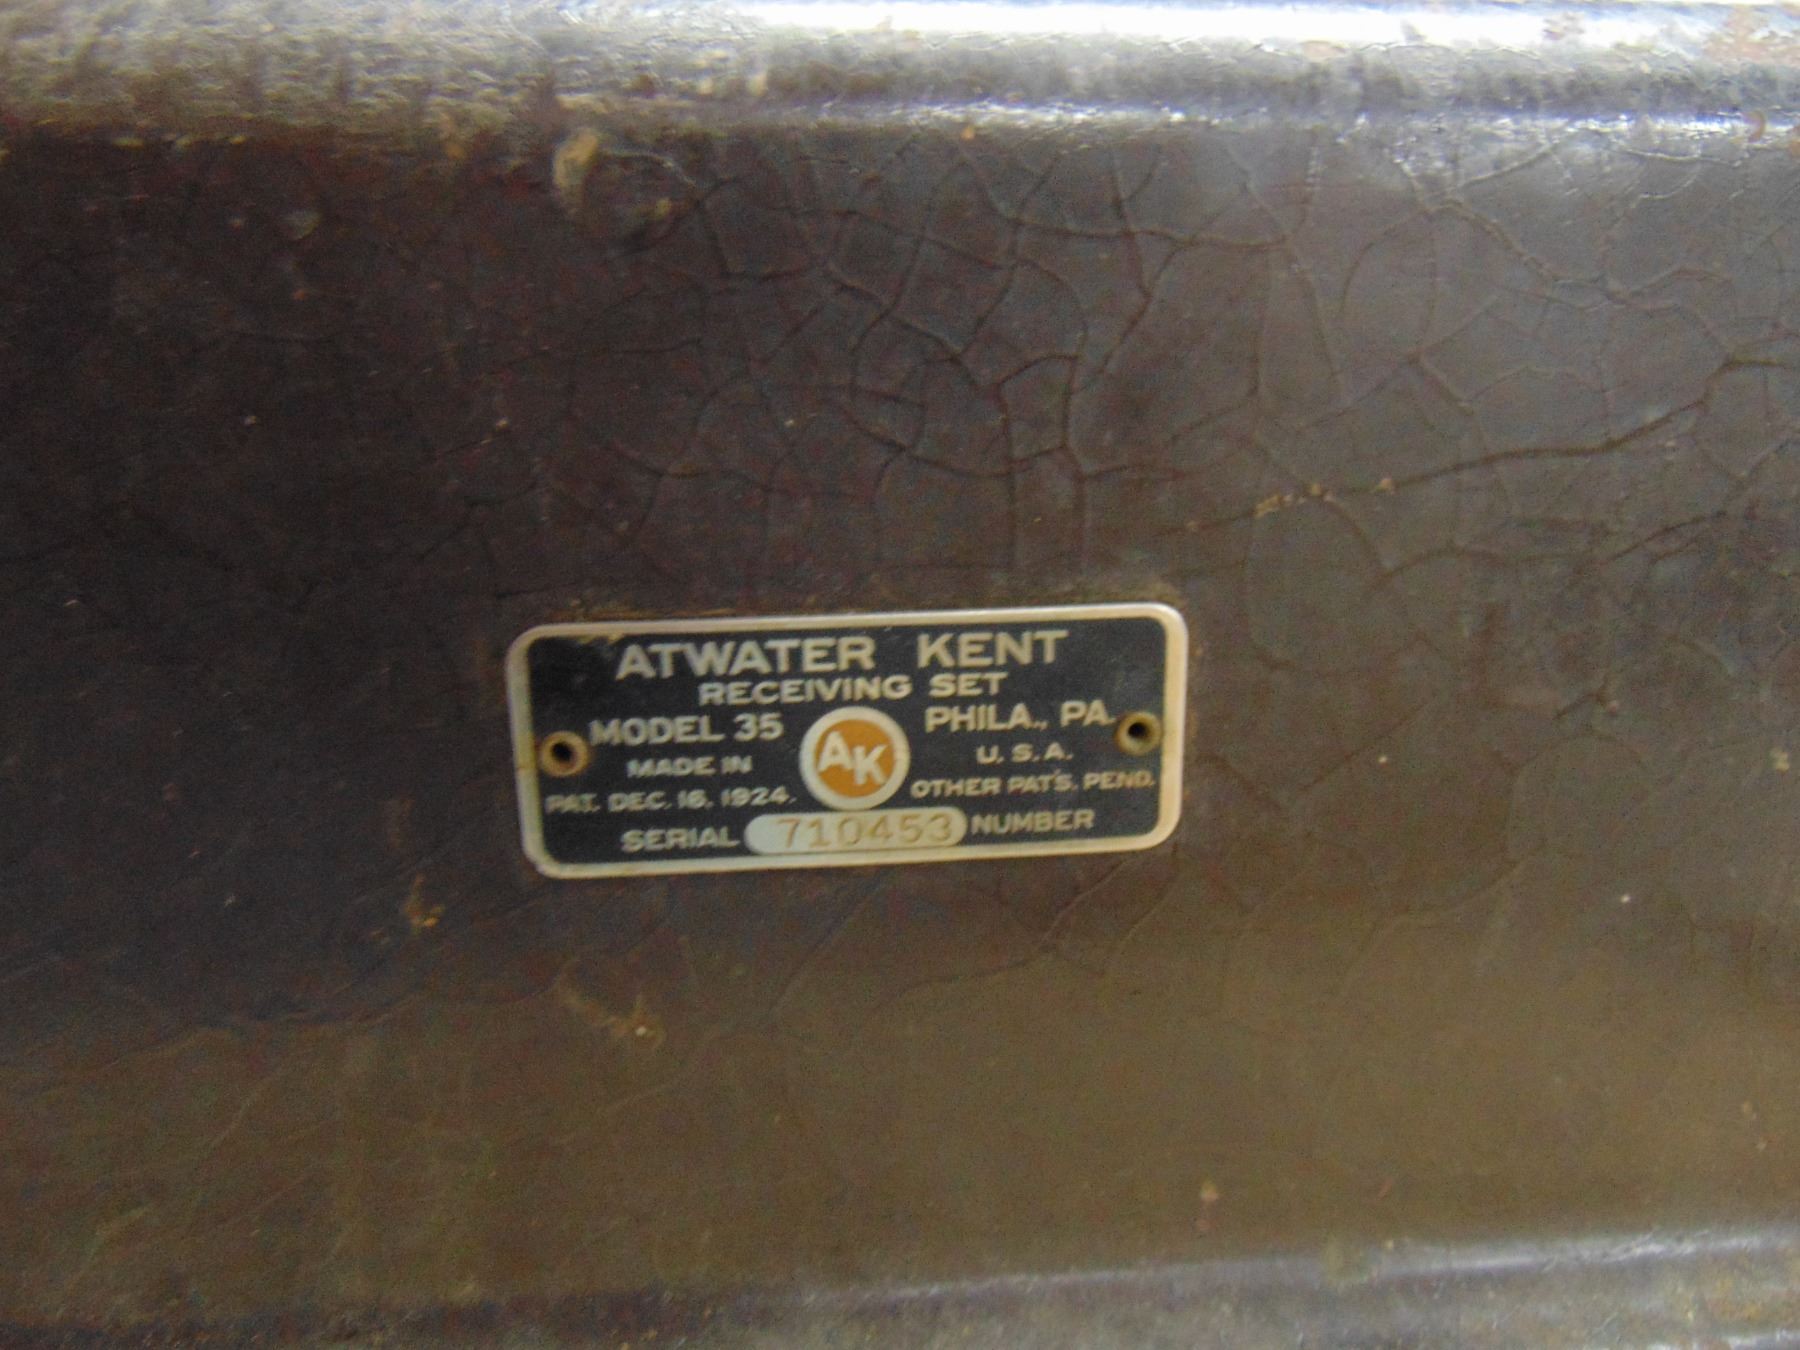 ATWATER KENT
RECEIVING SET
MODEL 35 AK PHILA., PA.
MADE IN U. S. A.
PAT. DEC. 16, 1924. OTHER PAT'S. PEND.
SERIAL 710453 NUMBER